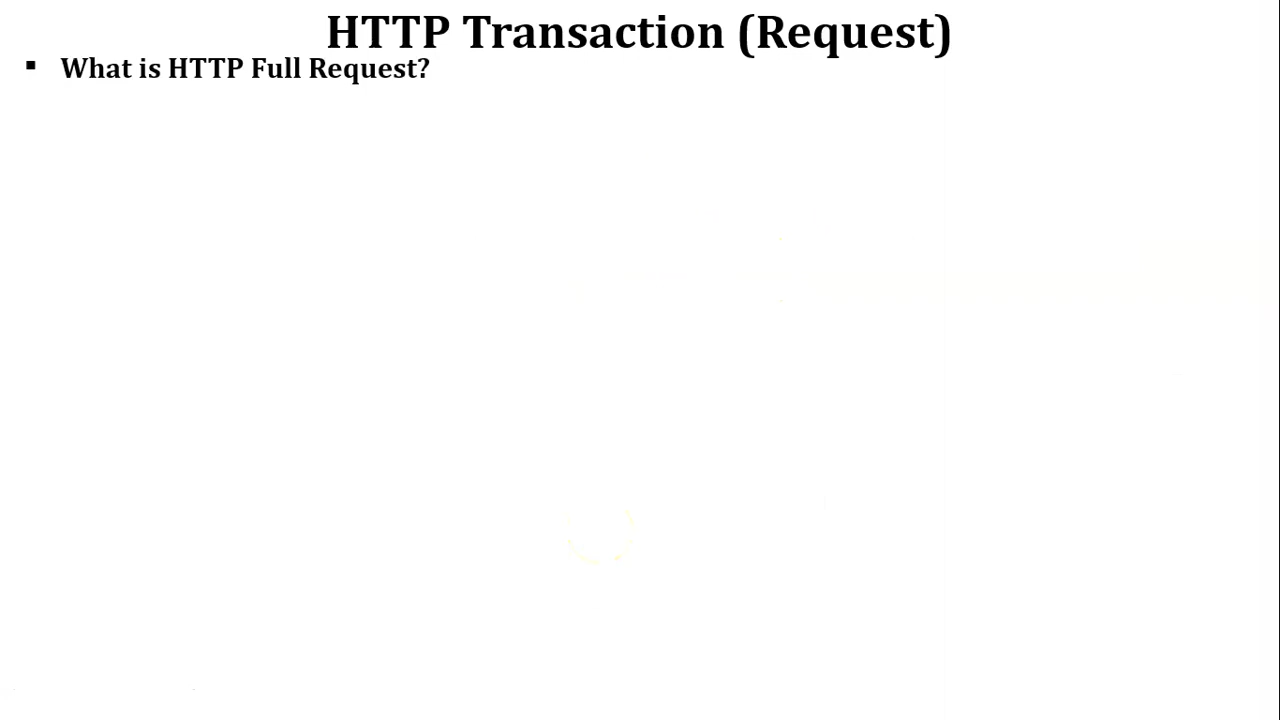 HTTP Transaction (Request)
▪ What is HTTP Full Request?